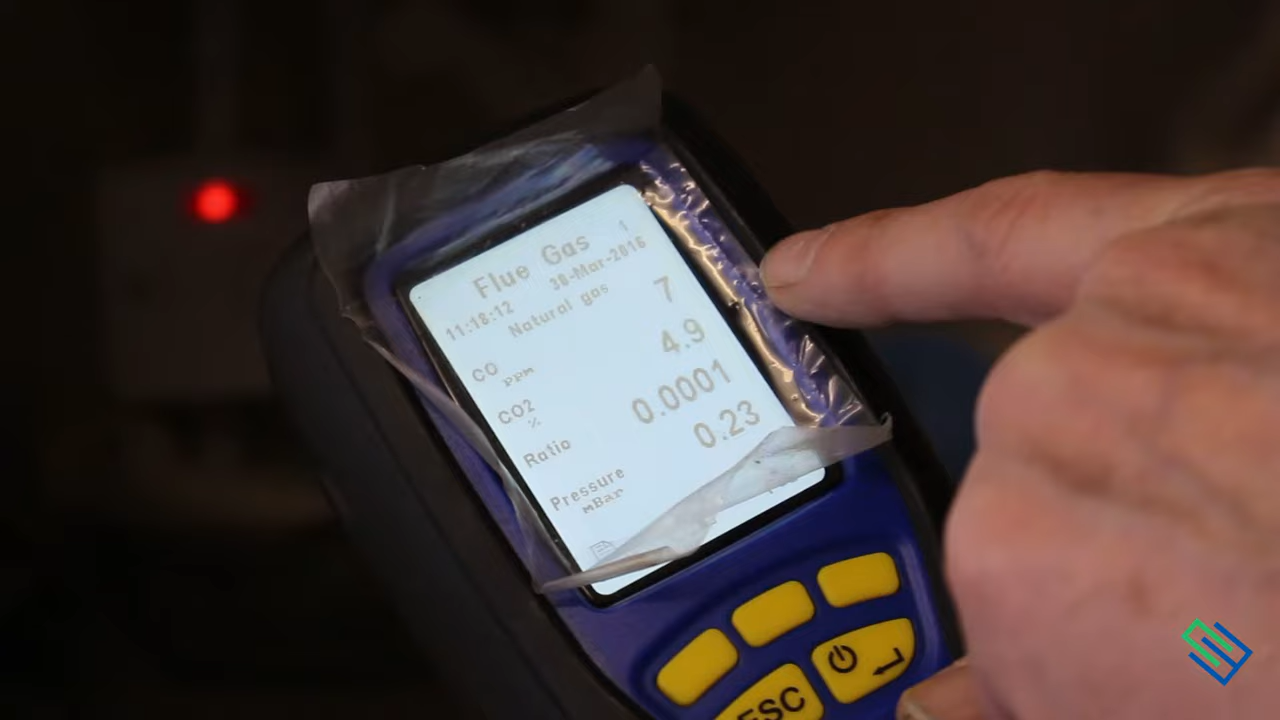 Flue Gas
11:18:12 30-Mar-2016
Natural gas
CO ppm 7
CO2 % 4.9
Ratio 0.0001
Pressure mBar 0.23
ESC